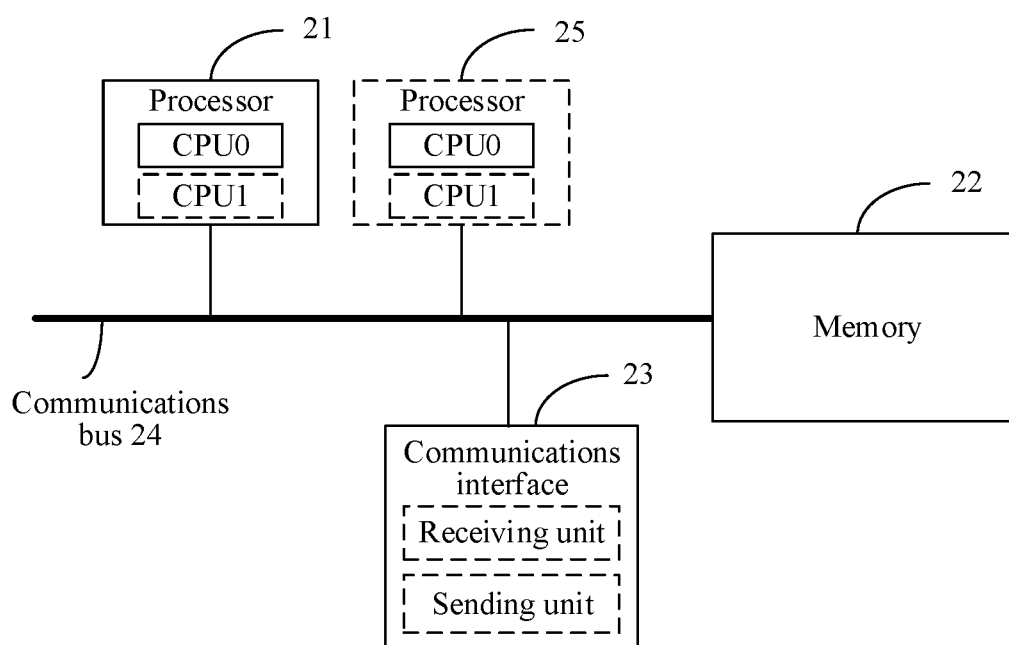 21
25
Processor
CPU0
CPU1
Processor
CPU0
CPU1
22
Memory
Communications
bus 24
23
Communications
interface
Receiving unit
Sending unit